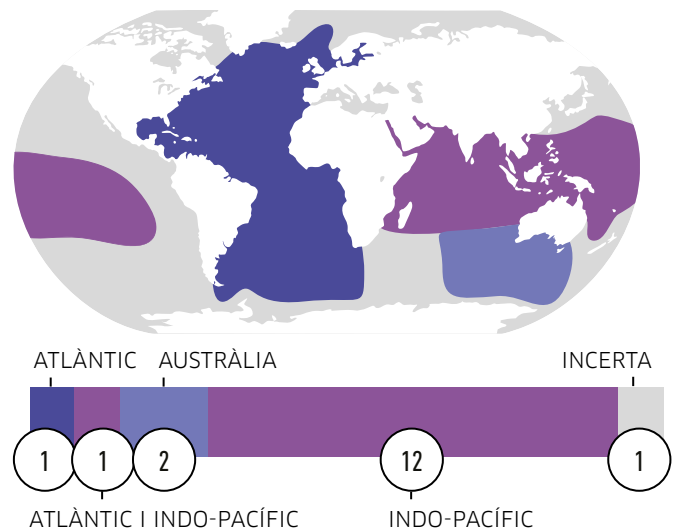 ATLÀNTIC AUSTRÀLIA INCERTA
1 1 2 12 1
ATLÀNTIC I INDO-PACÍFIC INDO-PACÍFIC